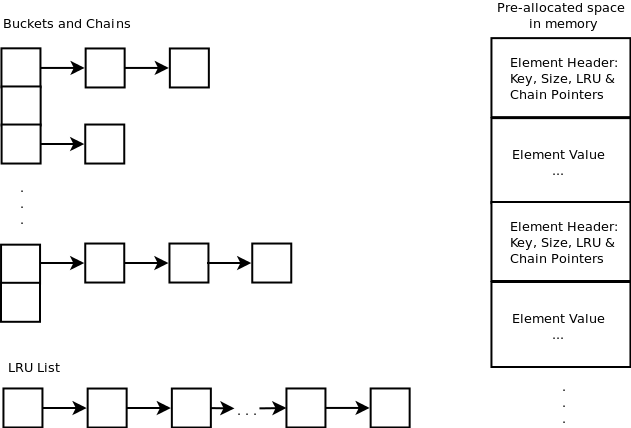 Buckets and Chains
.
.
.
LRU List
. . .
Pre-allocated space
in memory
Element Header:
Key, Size, LRU &
Chain Pointers
Element Value
...
Element Header:
Key, Size, LRU &
Chain Pointers
Element Value
...
.
.
.